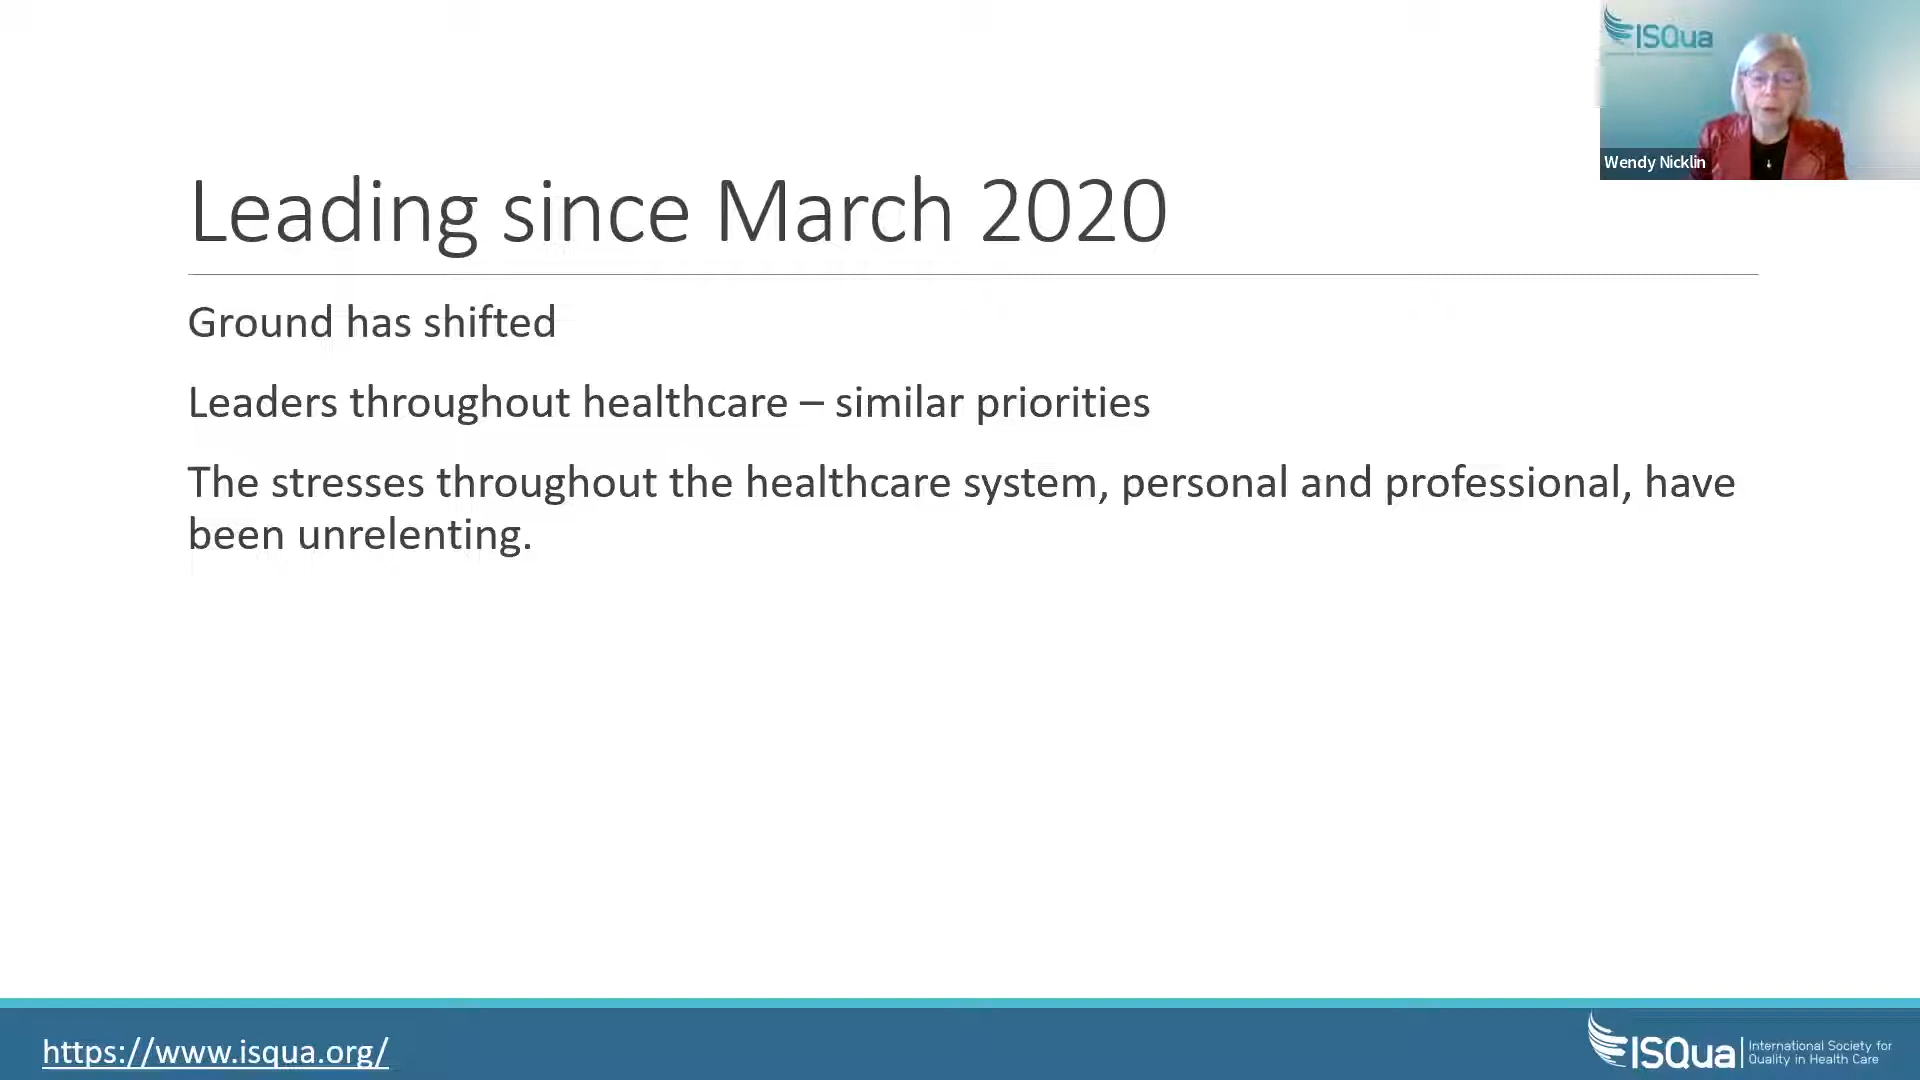 ISQua
Wendy Nicklin
Leading since March 2020
Ground has shifted
Leaders throughout healthcare – similar priorities
The stresses throughout the healthcare system, personal and professional, have
been unrelenting.
https://www.isqua.org/
ISQua
International Society for
Quality in Health Care